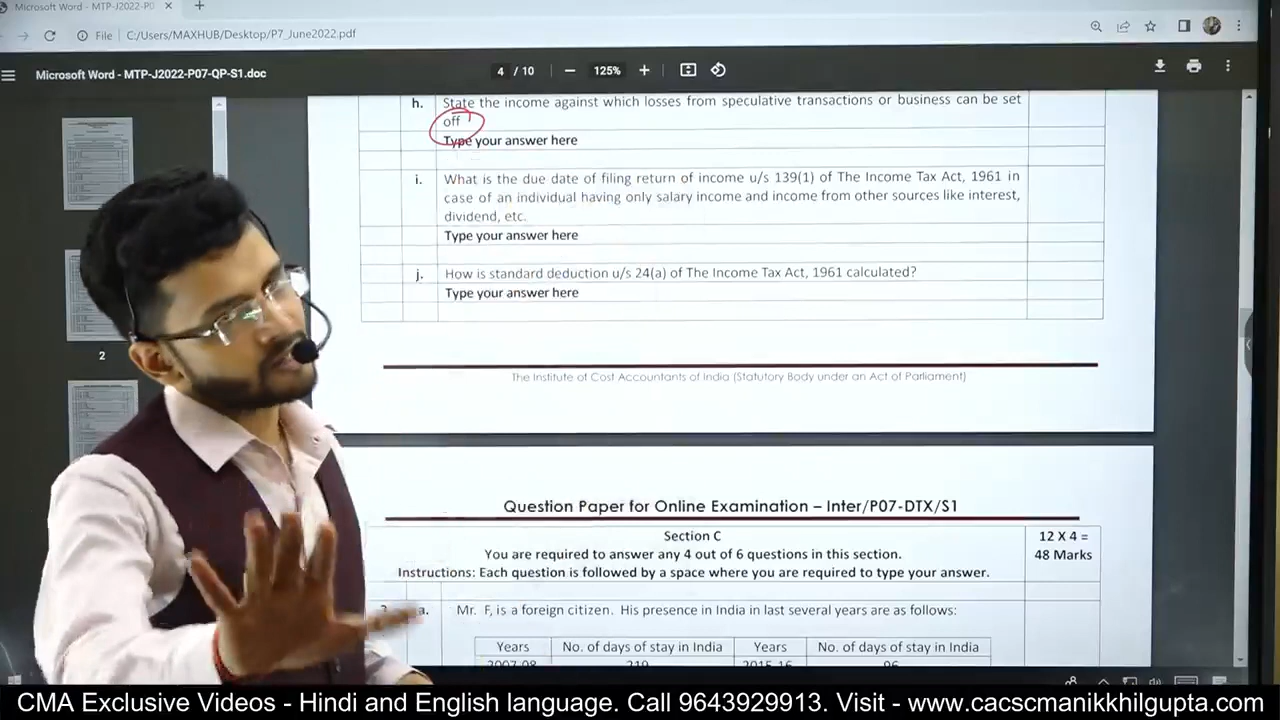 Microsoft Word - MTP-J2022-P0
File
C:/Users/MAXHUB/Desktop/P7_June2022.pdf
Microsoft Word - MTP-J2022-P07-QP-S1.doc
4 / 10
125%
h. State the income against which losses from speculative transactions or business can be set
off
Type your answer here
i. What is the due date of filing return of income u/s 139(1) of The Income Tax Act, 1961 in
case of an individual having only salary income and income from other sources like interest,
dividend, etc.
Type your answer here
j. How is standard deduction u/s 24(a) of The Income Tax Act, 1961 calculated?
Type your answer here
2
The Institute of Cost Accountants of India (Statutory Body under an Act of Parliament)
Question Paper for Online Examination – Inter/P07-DTX/S1
Section C
12 X 4 =
You are required to answer any 4 out of 6 questions in this section.
48 Marks
Instructions: Each question is followed by a space where you are required to type your answer.
a. Mr. F, is a foreign citizen. His presence in India in last several years are as follows:
Years No. of days of stay in India Years No. of days of stay in India
2007-08 219 2015-16 96
CMA Exclusive Videos - Hindi and English language. Call 9643929913. Visit - www.cacscmanikkhilgupta.com